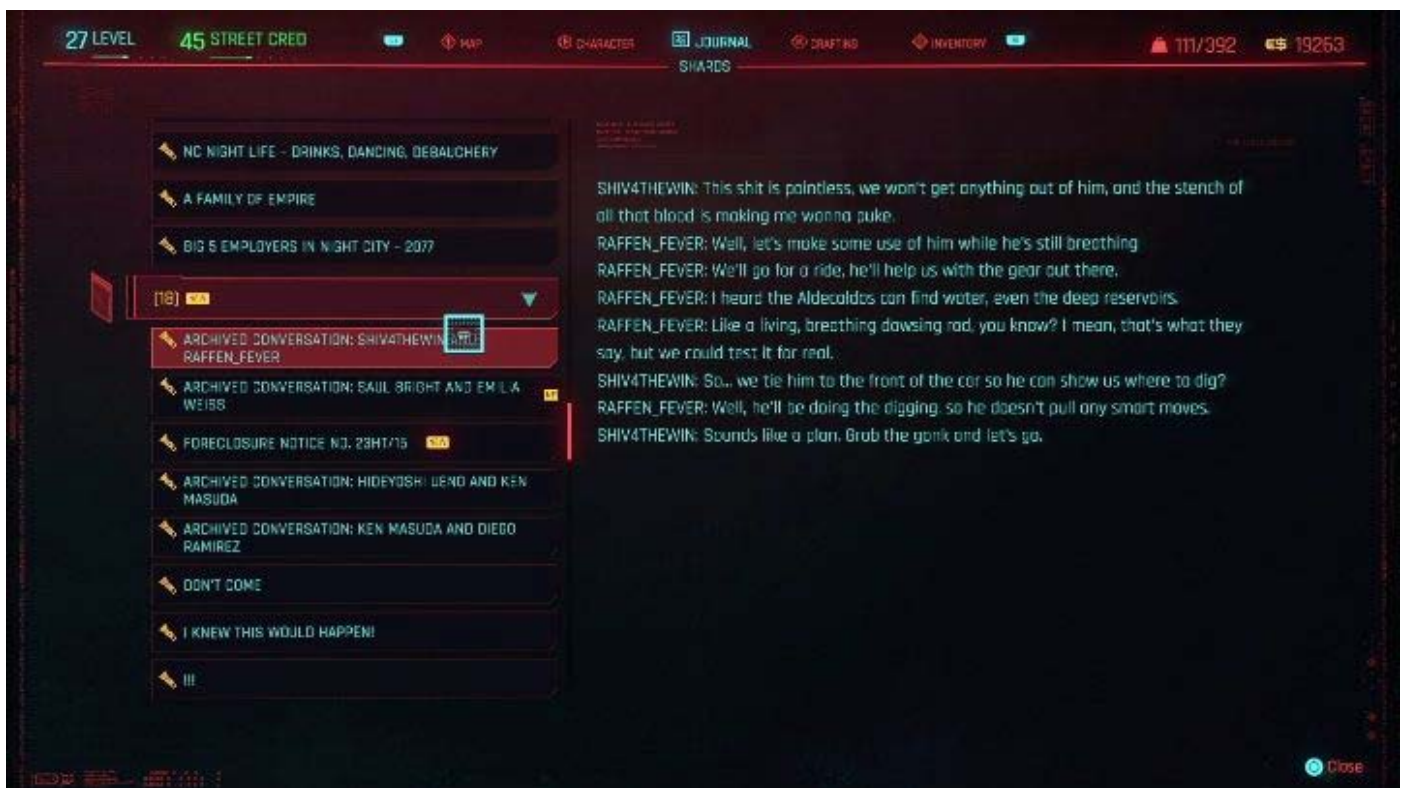 27 LEVEL
45 STREET CRED
MAP
CHARACTER
JOURNAL
CRAFTING
INVENTORY
111/392
€$ 19263
SHARDS
NC NIGHT LIFE - DRINKS, DANCING, DEBAUCHERY
A FAMILY OF EMPIRE
BIG 5 EMPLOYERS IN NIGHT CITY - 2077
[18]
ARCHIVED CONVERSATION: SHIV4THEWIN AND
RAFFEN_FEVER
ARCHIVED CONVERSATION: SAUL BRIGHT AND EMILIA
WEISS
FORECLOSURE NOTICE NO. 23HT/15
ARCHIVED CONVERSATION: HIDEYOSHI UENO AND KEN
MASUDA
ARCHIVED CONVERSATION: KEN MASUDA AND DIEGO
RAMIREZ
DON'T COME
I KNEW THIS WOULD HAPPEN!
!!!
SHIV4THEWIN: This shit is pointless, we won't get anything out of him, and the stench of
all that blood is making me wanna puke.
RAFFEN_FEVER: Well, let's make some use of him while he's still breathing
RAFFEN_FEVER: We'll go for a ride, he'll help us with the gear out there.
RAFFEN_FEVER: I heard the Aldecaldos can find water, even the deep reservoirs.
RAFFEN_FEVER: Like a living, breathing dowsing rod, you know? I mean, that's what they
say, but we could test it for real.
SHIV4THEWIN: So... we tie him to the front of the car so he can show us where to dig?
RAFFEN_FEVER: Well, he'll be doing the digging, so he doesn't pull any smart moves.
SHIV4THEWIN: Sounds like a plan. Grab the gonk and let's go.
Close